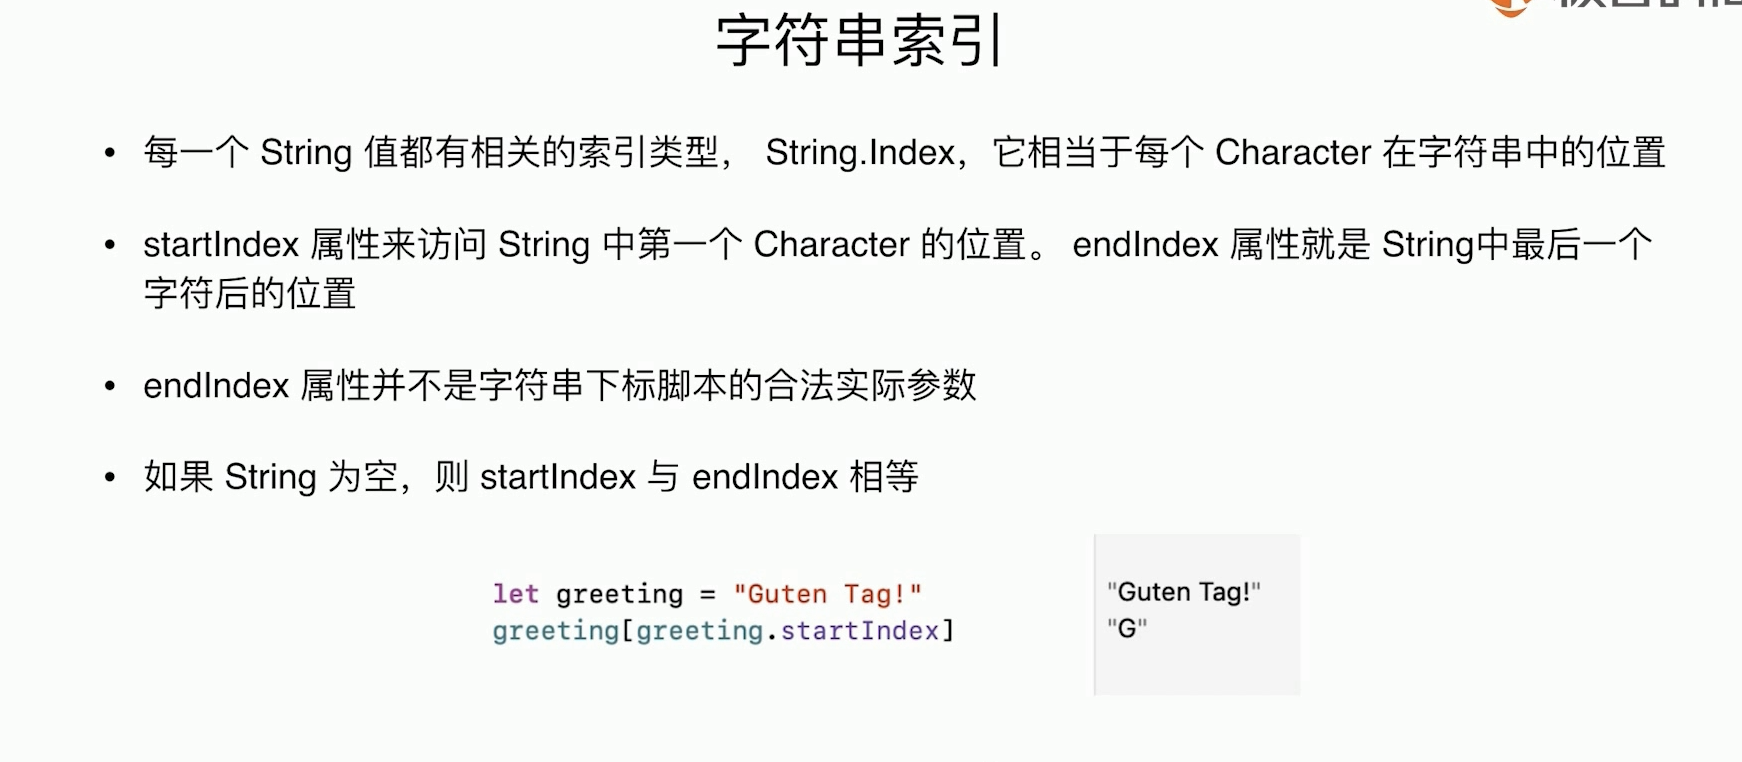 字符串索引
• 每一个 String 值都有相关的索引类型， String.Index，它相当于每个 Character 在字符串中的位置
• startIndex 属性来访问 String 中第一个 Character 的位置。 endIndex 属性就是 String中最后一个
字符后的位置
• endIndex 属性并不是字符串下标脚本的合法实际参数
• 如果 String 为空，则 startIndex 与 endIndex 相等
let greeting = "Guten Tag!"
greeting[greeting.startIndex]
"Guten Tag!"
"G"